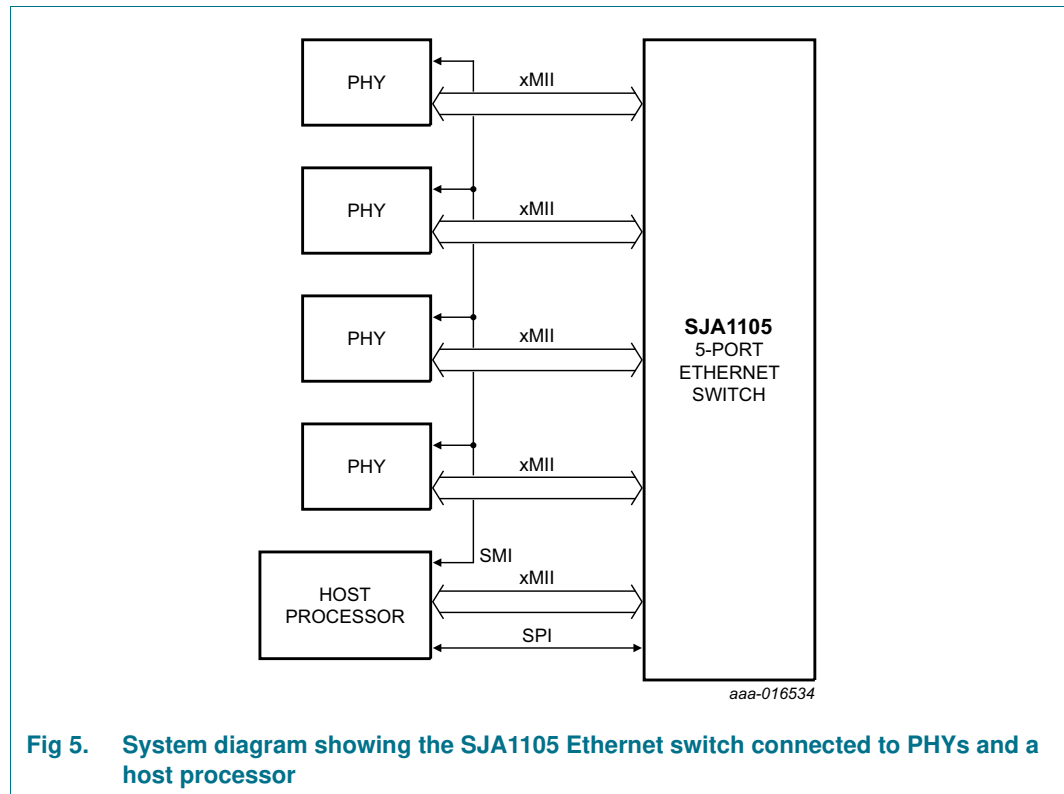 PHY
xMII
PHY
xMII
PHY
xMII
PHY
xMII
SJA1105
5-PORT
ETHERNET
SWITCH
SMI
HOST
PROCESSOR
xMII
SPI
aaa-016534
Fig 5. System diagram showing the SJA1105 Ethernet switch connected to PHYs and a
host processor